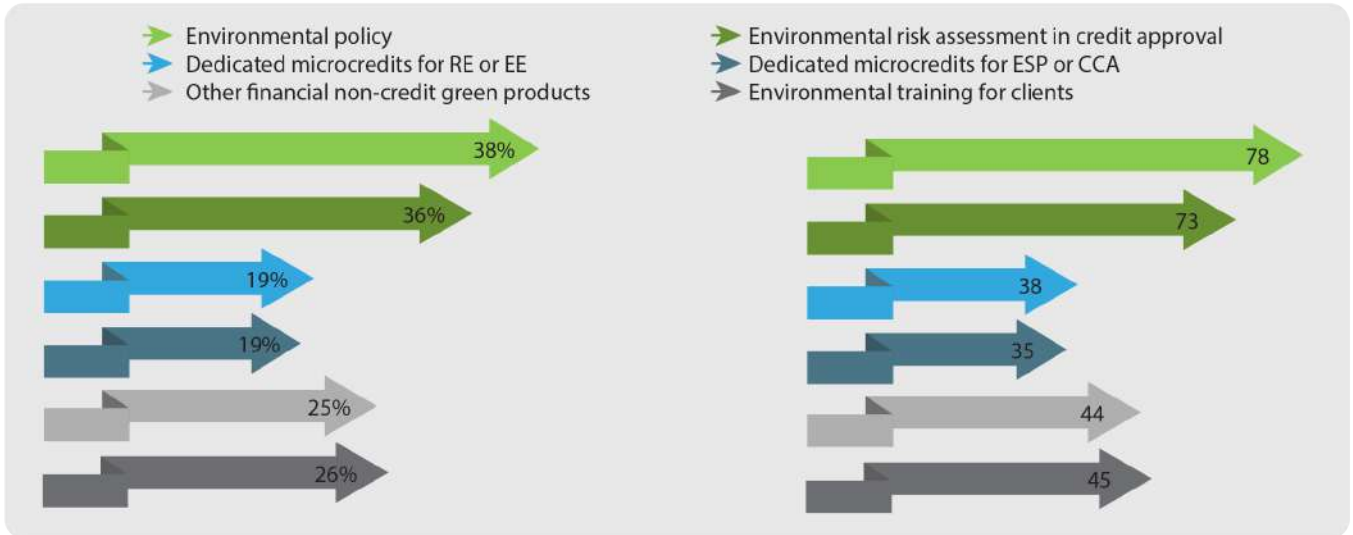 Environmental policy
Dedicated microcredits for RE or EE
Other financial non-credit green products
Environmental risk assessment in credit approval
Dedicated microcredits for ESP or CCA
Environmental training for clients
38%
36%
19%
19%
25%
26%
78
73
38
35
44
45